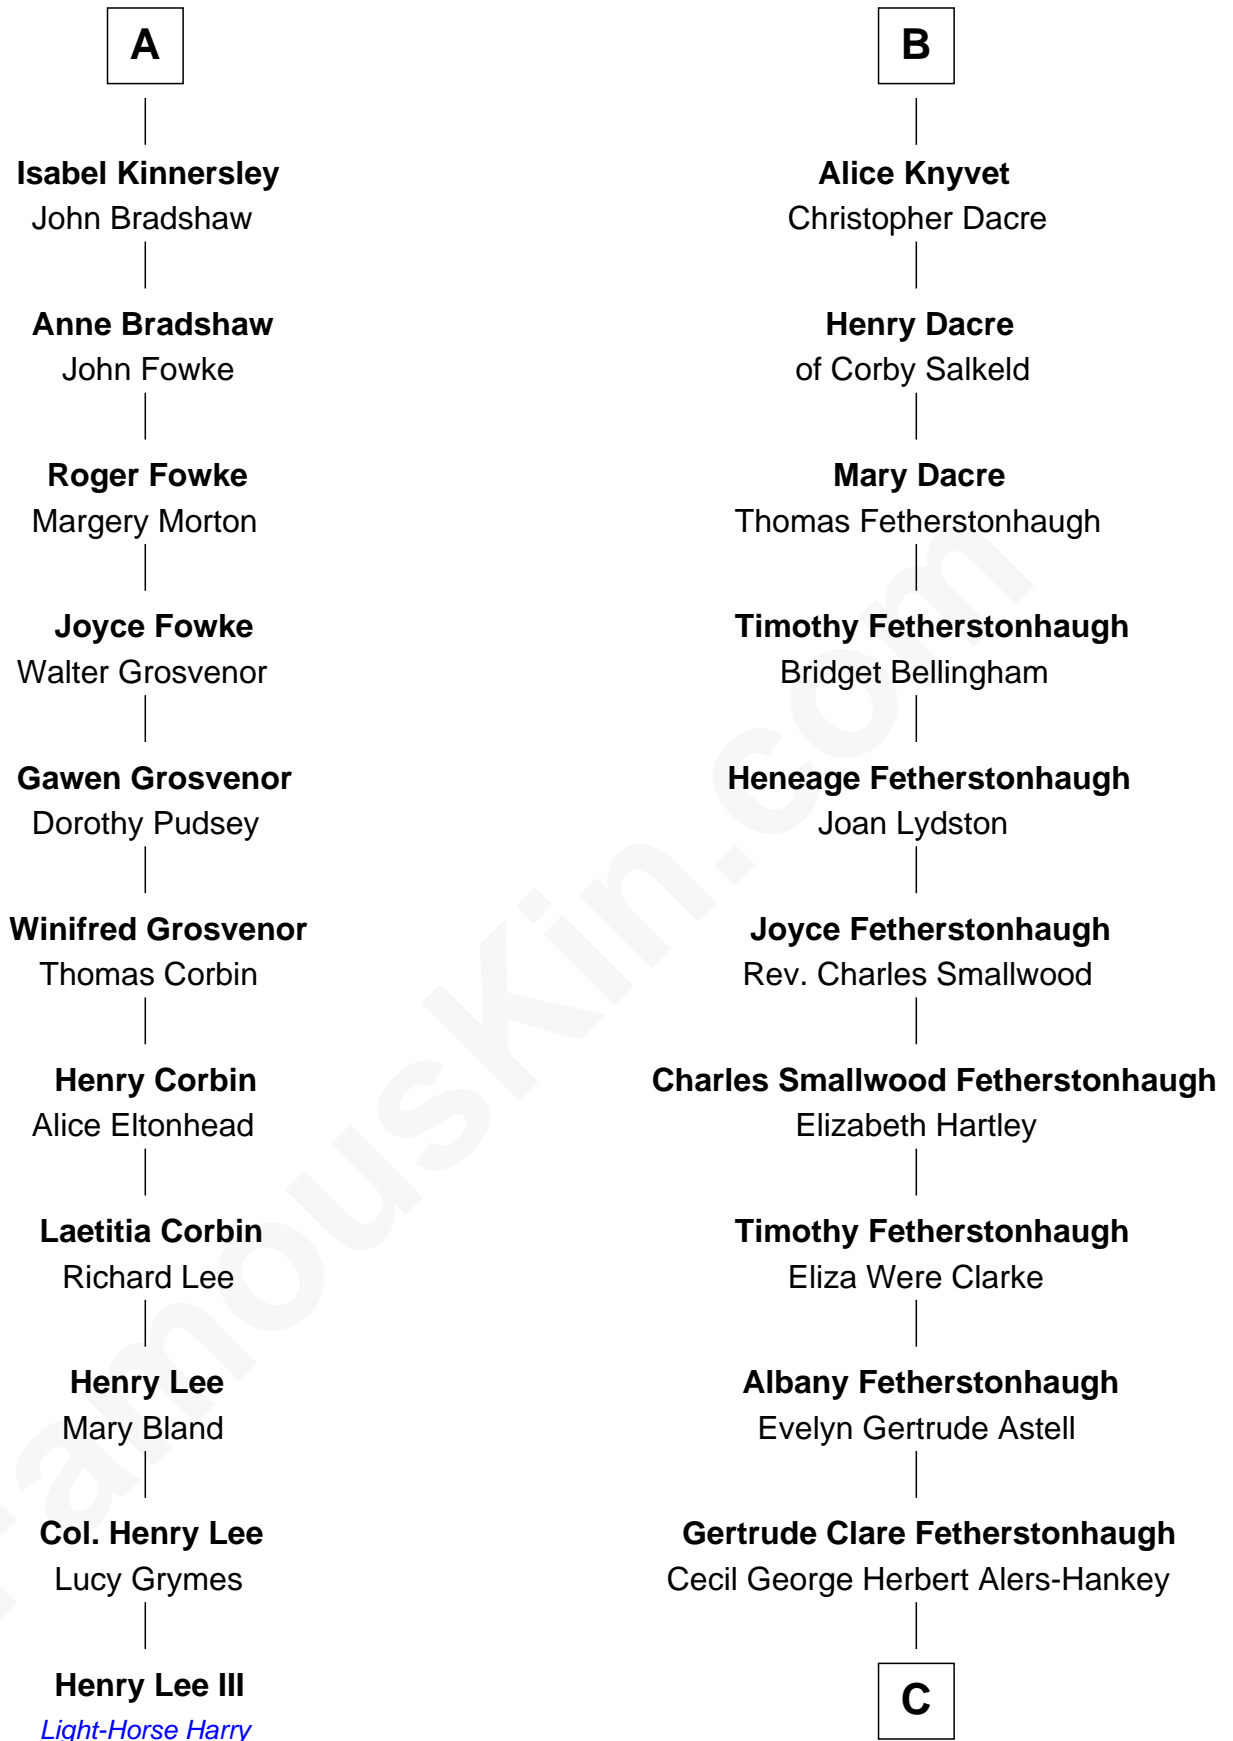 A
Isabel Kinnersley
John Bradshaw
Anne Bradshaw
John Fowke
Roger Fowke
Margery Morton
Joyce Fowke
Walter Grosvenor
Gawen Grosvenor
Dorothy Pudsey
Winifred Grosvenor
Thomas Corbin
Henry Corbin
Alice Eltonhead
Laetitia Corbin
Richard Lee
Henry Lee
Mary Bland
Col. Henry Lee
Lucy Grymes
Henry Lee III
Light-Horse Harry
B
Alice Knyvet
Christopher Dacre
Henry Dacre
of Corby Salkeld
Mary Dacre
Thomas Fetherstonhaugh
Timothy Fetherstonhaugh
Bridget Bellingham
Heneage Fetherstonhaugh
Joan Lydston
Joyce Fetherstonhaugh
Rev. Charles Smallwood
Charles Smallwood Fetherstonhaugh
Elizabeth Hartley
Timothy Fetherstonhaugh
Eliza Were Clarke
Albany Fetherstonhaugh
Evelyn Gertrude Astell
Gertrude Clare Fetherstonhaugh
Cecil George Herbert Alers-Hankey
C
FamousKin.com